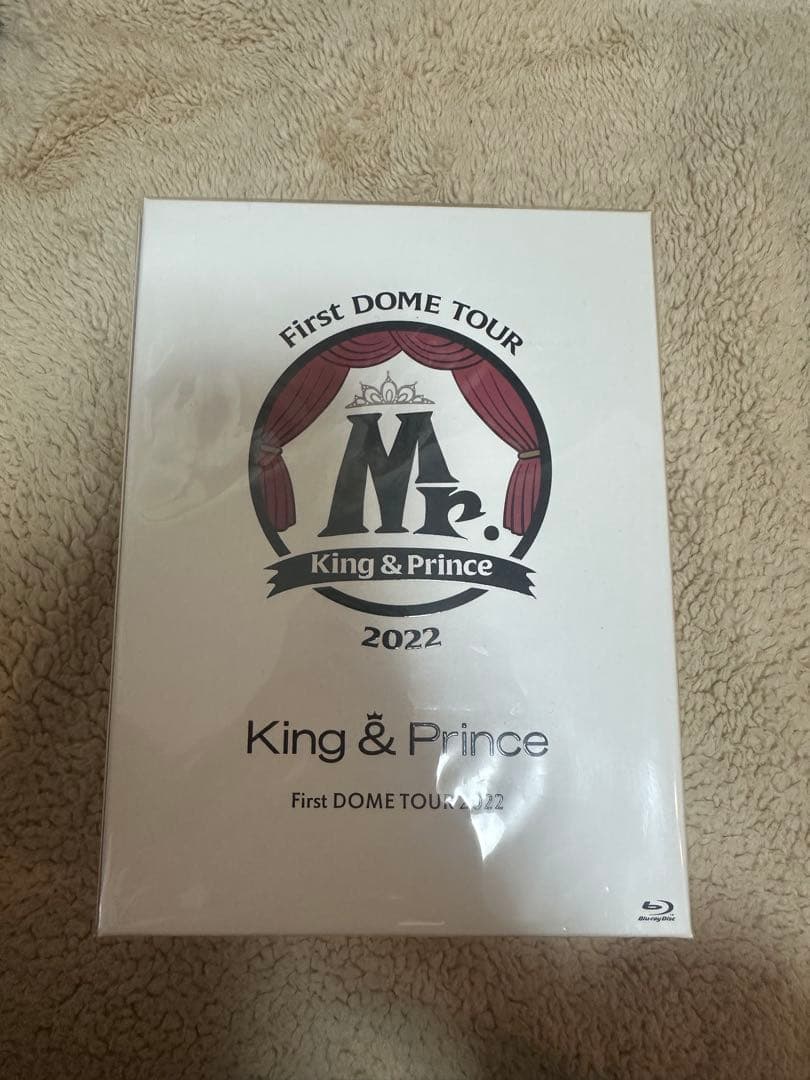 First DOME TOUR
Mr.
King & Prince
2022
King & Prince
First DOME TOUR 2022
Blu-ray Disc